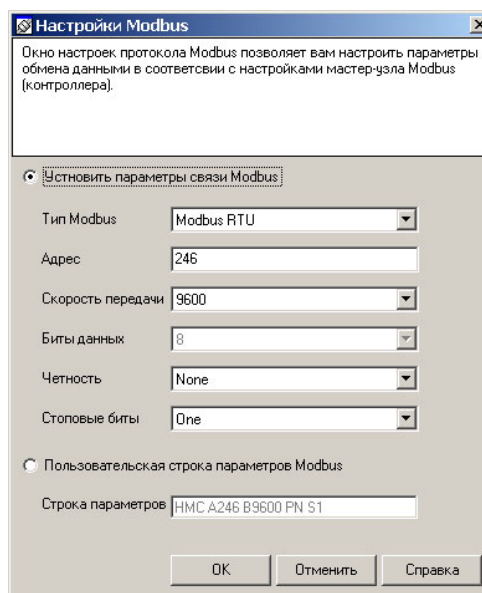 Настройки Modbus
Окно настроек протокола Modbus позволяет вам настроить параметры
обмена данными в соответсвии с настройками мастер-узла Modbus
(контроллера).
Устновить параметры связи Modbus
Тип Modbus Modbus RTU
Адрес 246
Скорость передачи 9600
Биты данных 8
Четность None
Стоповые биты One
Пользовательская строка параметров Modbus
Строка параметров HMC A246 B9600 PN S1
OK Отменить Справка